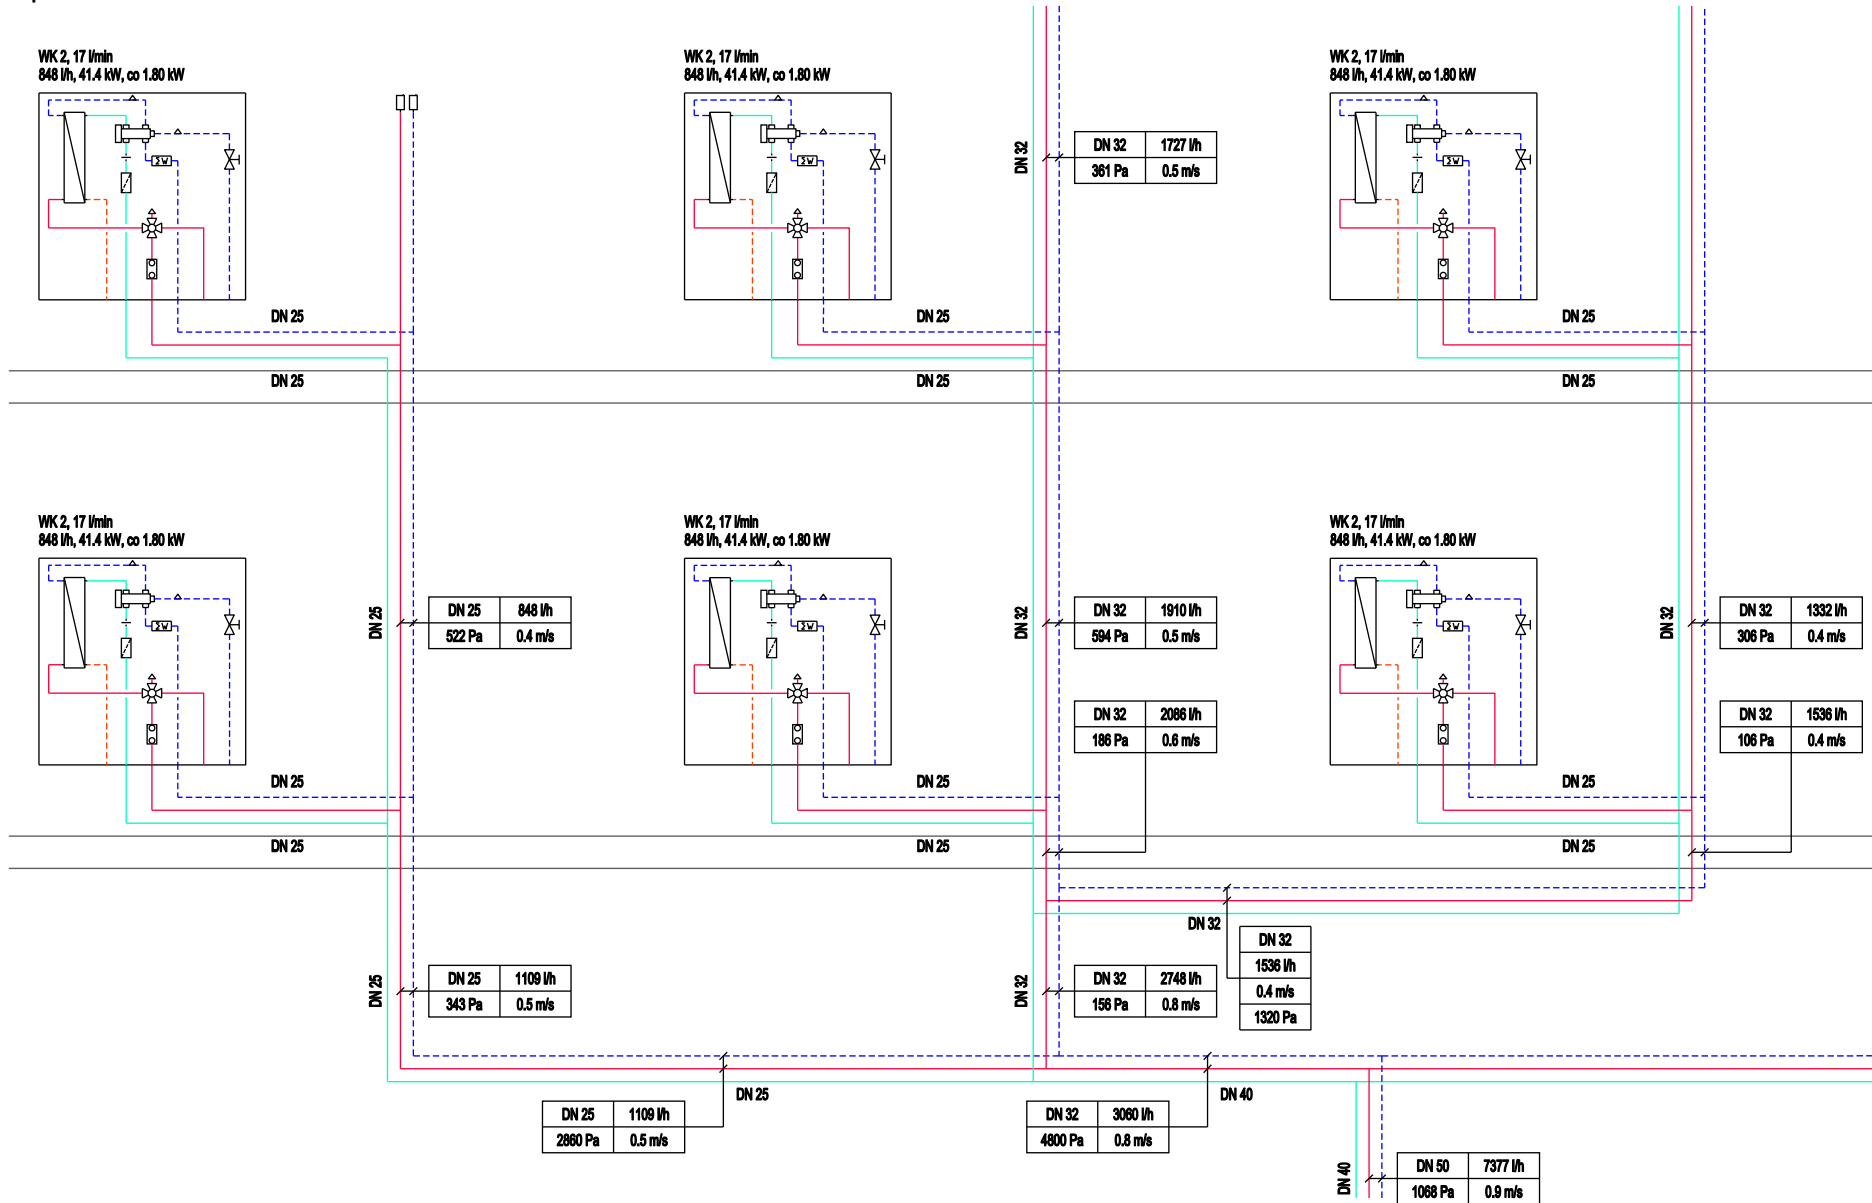 WK 2, 17 l/min
848 l/h, 41.4 kW, co 1.80 kW
WK 2, 17 l/min
848 l/h, 41.4 kW, co 1.80 kW
WK 2, 17 l/min
848 l/h, 41.4 kW, co 1.80 kW
DN 32
DN 32 1727 l/h
361 Pa 0.5 m/s
ΣW
ΣW
ΣW
DN 25
DN 25
DN 25
DN 25
DN 25
DN 25
WK 2, 17 l/min
848 l/h, 41.4 kW, co 1.80 kW
WK 2, 17 l/min
848 l/h, 41.4 kW, co 1.80 kW
WK 2, 17 l/min
848 l/h, 41.4 kW, co 1.80 kW
DN 25
DN 25 848 l/h
522 Pa 0.4 m/s
DN 32
DN 32 1910 l/h
594 Pa 0.5 m/s
DN 32
DN 32 1332 l/h
306 Pa 0.4 m/s
ΣW
ΣW
ΣW
DN 32 2086 l/h
186 Pa 0.6 m/s
DN 32 1536 l/h
106 Pa 0.4 m/s
DN 25
DN 25
DN 25
DN 25
DN 25
DN 25
DN 32
DN 32
1536 l/h
0.4 m/s
1320 Pa
DN 25
DN 25 1109 l/h
343 Pa 0.5 m/s
DN 32
DN 32 2748 l/h
156 Pa 0.8 m/s
DN 25
DN 40
DN 25 1109 l/h
2860 Pa 0.5 m/s
DN 32 3060 l/h
4800 Pa 0.8 m/s
DN 40
DN 50 7377 l/h
1068 Pa 0.9 m/s